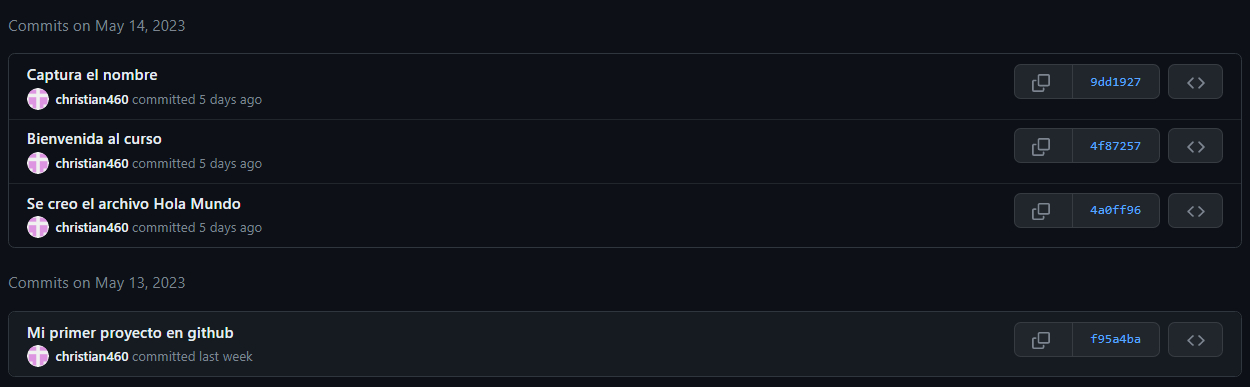 Commits on May 14, 2023
Captura el nombre
9dd1927
christian460 committed 5 days ago
Bienvenida al curso
4f87257
christian460 committed 5 days ago
Se creo el archivo Hola Mundo
4a0ff96
christian460 committed 5 days ago
Commits on May 13, 2023
Mi primer proyecto en github
f95a4ba
christian460 committed last week